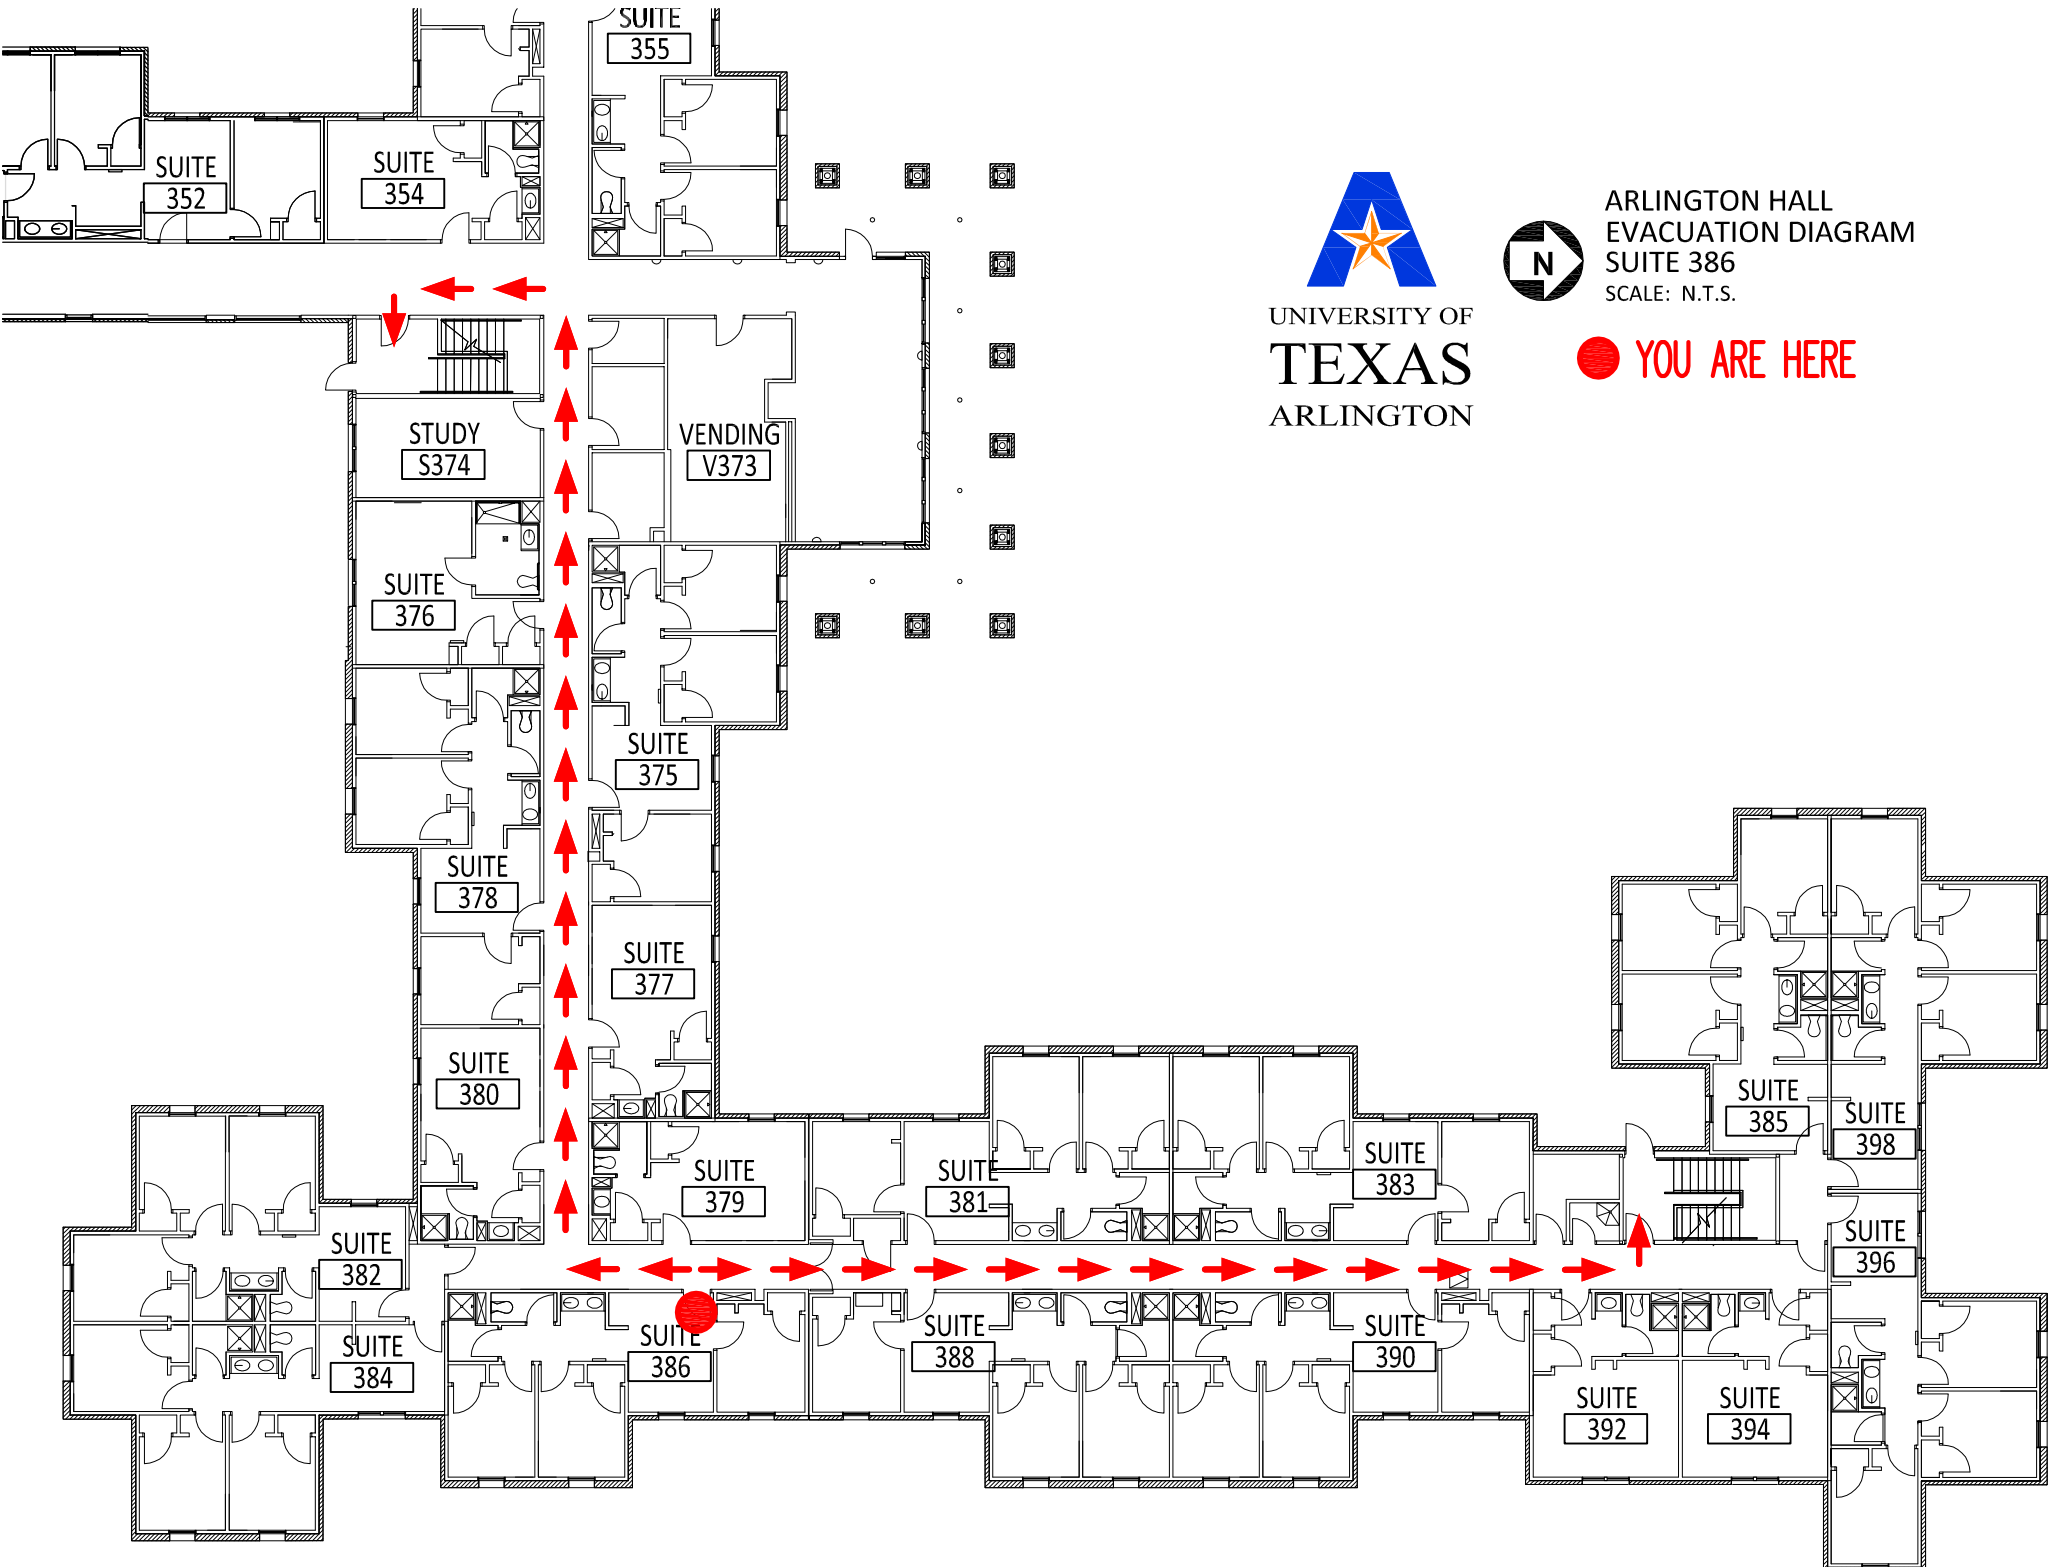 SUITE
355
SUITE
352
SUITE
354
UNIVERSITY OF
TEXAS
ARLINGTON
N
ARLINGTON HALL
EVACUATION DIAGRAM
SUITE 386
SCALE: N.T.S.
YOU ARE HERE
STUDY
S374
VENDING
V373
SUITE
376
SUITE
375
SUITE
378
SUITE
377
SUITE
380
SUITE
379
SUITE
381
SUITE
383
SUITE
385
SUITE
398
SUITE
396
SUITE
382
SUITE
384
SUITE
386
SUITE
388
SUITE
390
SUITE
392
SUITE
394